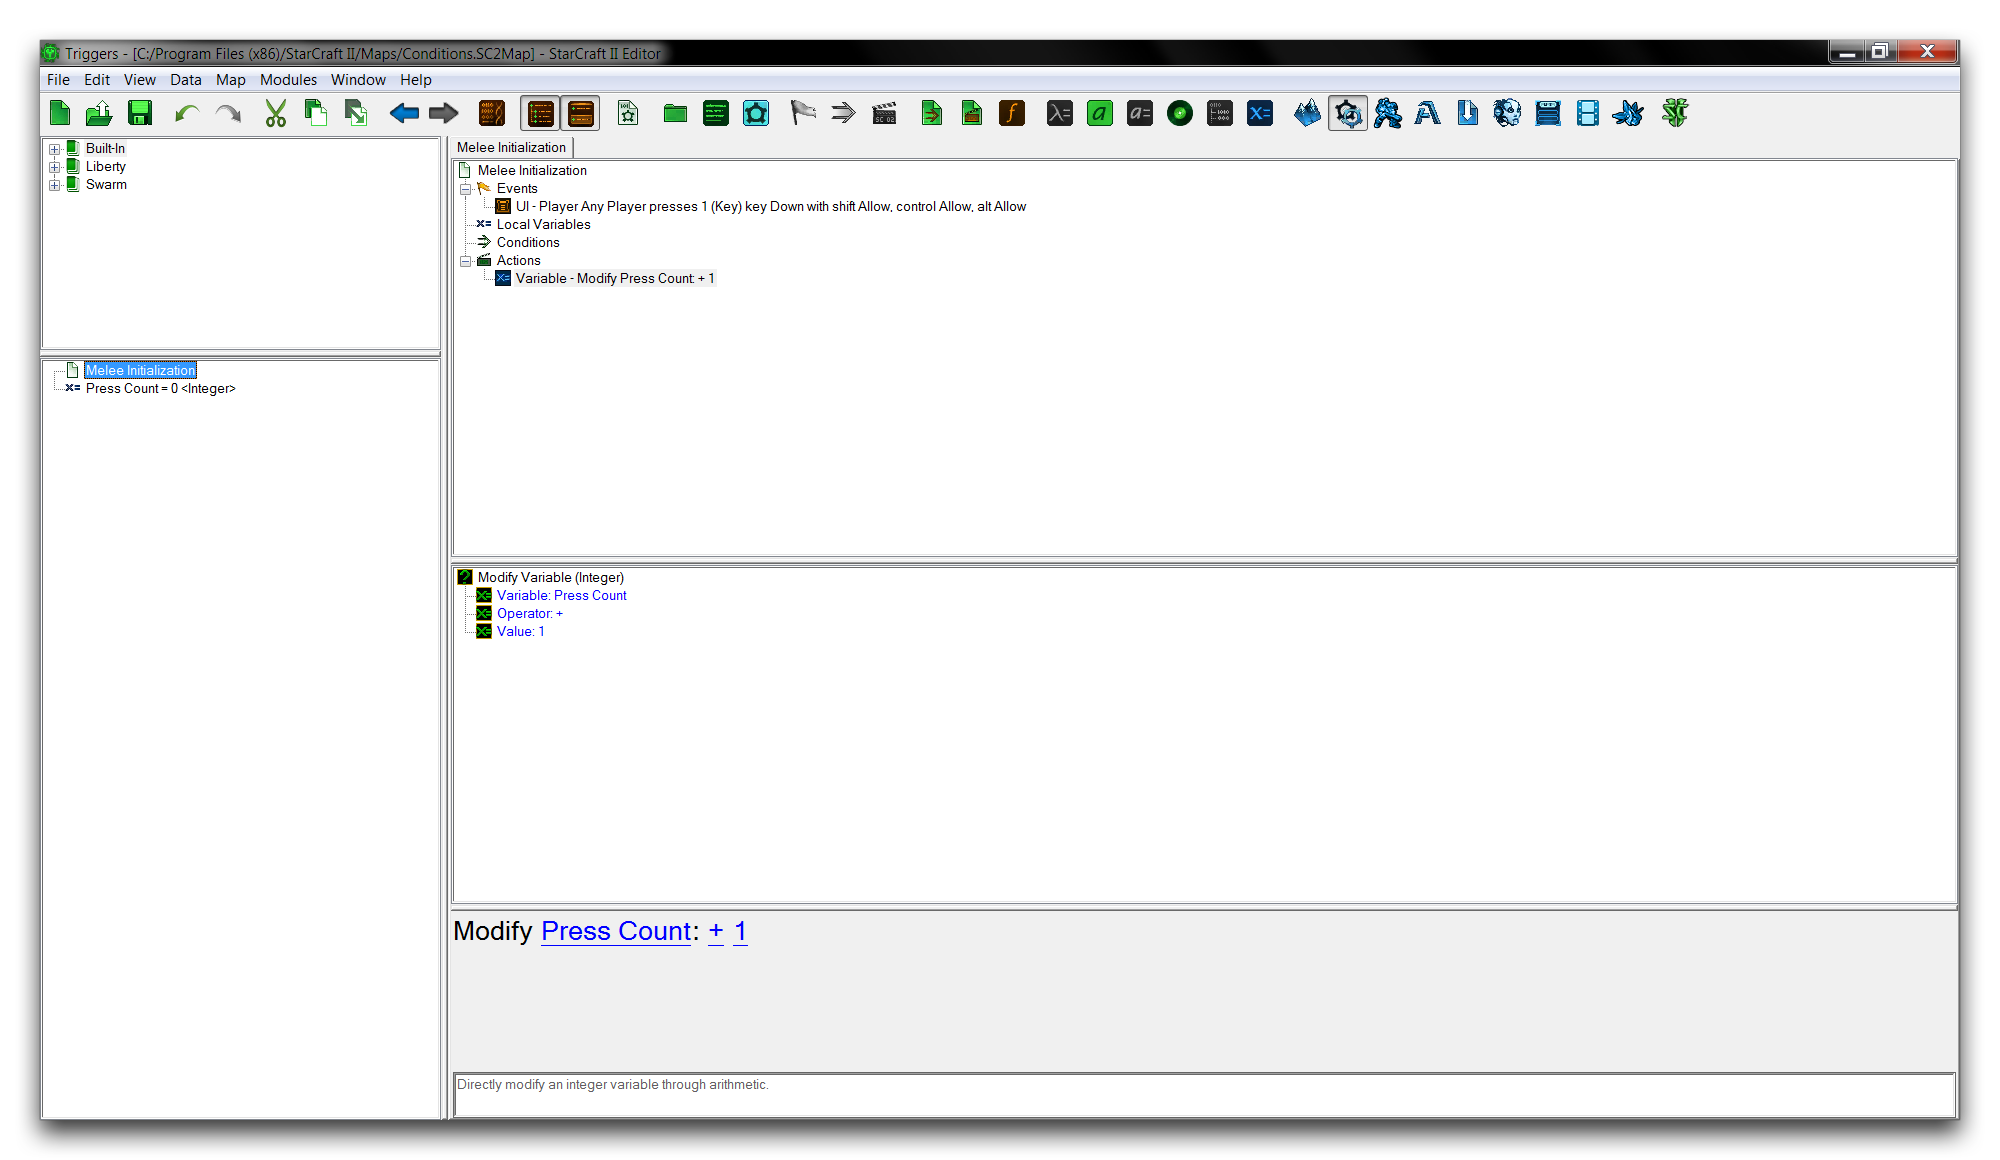 Triggers - [C:/Program Files (x86)/StarCraft II/Maps/Conditions.SC2Map] - StarCraft II Editor
File Edit View Data Map Modules Window Help
Built-In
Liberty
Swarm
Melee Initialization
Press Count = 0 <Integer>
Melee Initialization
Melee Initialization
Events
UI - Player Any Player presses 1 (Key) key Down with shift Allow, control Allow, alt Allow
Local Variables
Conditions
Actions
Variable - Modify Press Count: + 1
Modify Variable (Integer)
Variable: Press Count
Operator: +
Value: 1
Modify Press Count: + 1
Directly modify an integer variable through arithmetic.